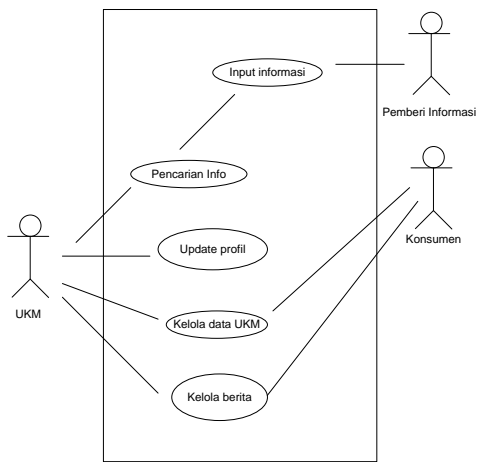 Input informasi
Pemberi Informasi
Pencarian Info
Konsumen
Update profil
UKM
Kelola data UKM
Kelola berita